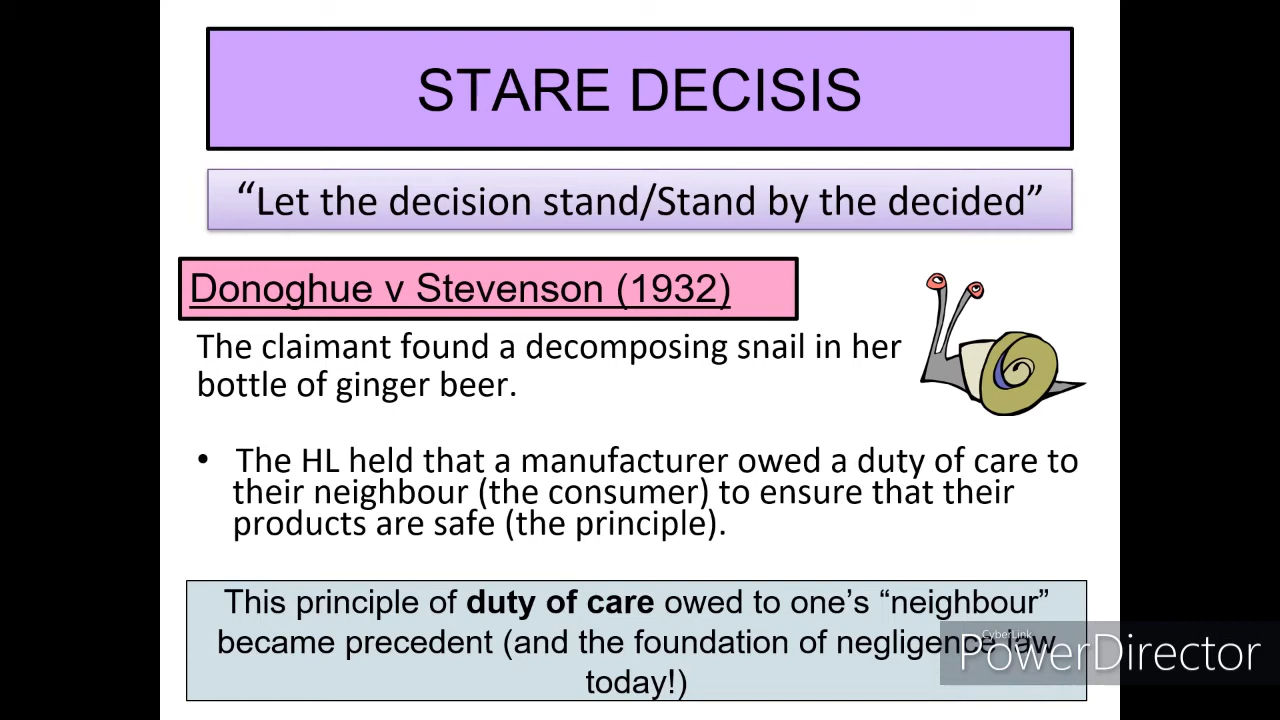 STARE DECISIS
“Let the decision stand/Stand by the decided”
Donoghue v Stevenson (1932)
The claimant found a decomposing snail in her
bottle of ginger beer.
• The HL held that a manufacturer owed a duty of care to
their neighbour (the consumer) to ensure that their
products are safe (the principle).
This principle of duty of care owed to one’s “neighbour”
became precedent (and the foundation of negligence law
today!)
CyberLink
PowerDirector